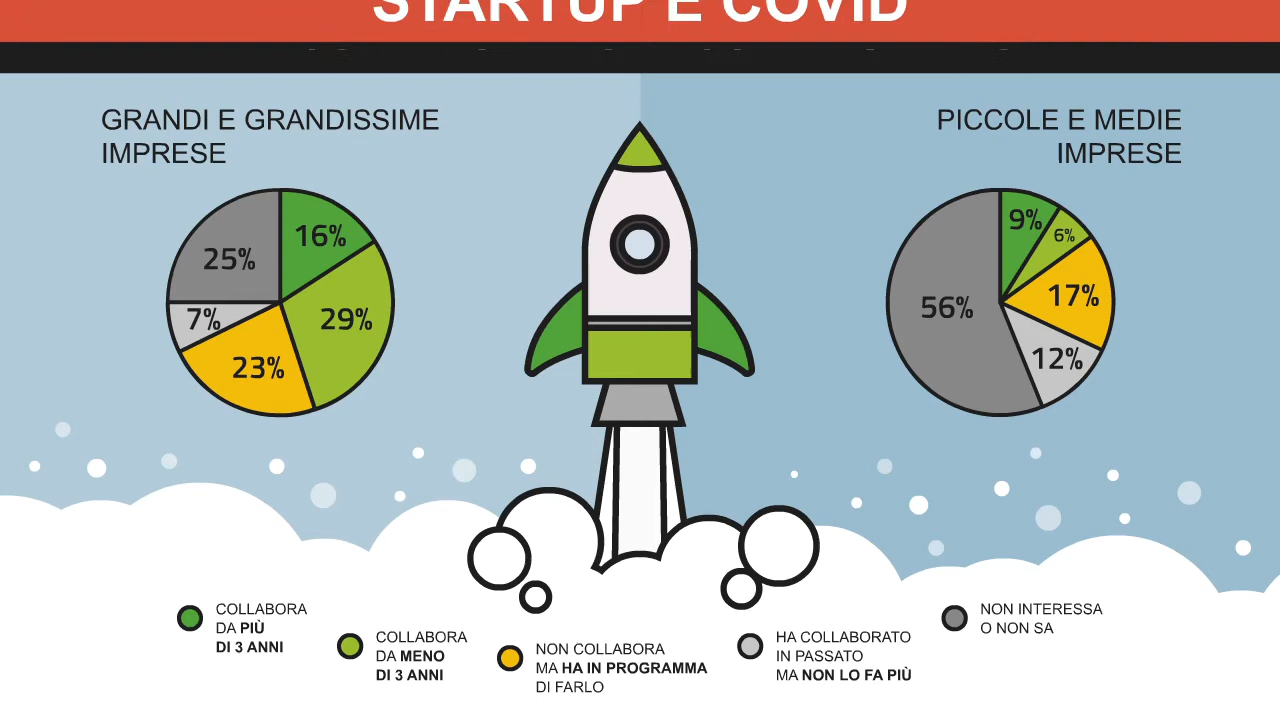 STARTUP E COVID
GRANDI E GRANDISSIME
IMPRESE
16%
29%
23%
7%
25%
PICCOLE E MEDIE
IMPRESE
9%
6%
17%
12%
56%
COLLABORA
DA PIÙ
DI 3 ANNI
COLLABORA
DA MENO
DI 3 ANNI
NON COLLABORA
MA HA IN PROGRAMMA
DI FARLO
HA COLLABORATO
IN PASSATO
MA NON LO FA PIÙ
NON INTERESSA
O NON SA